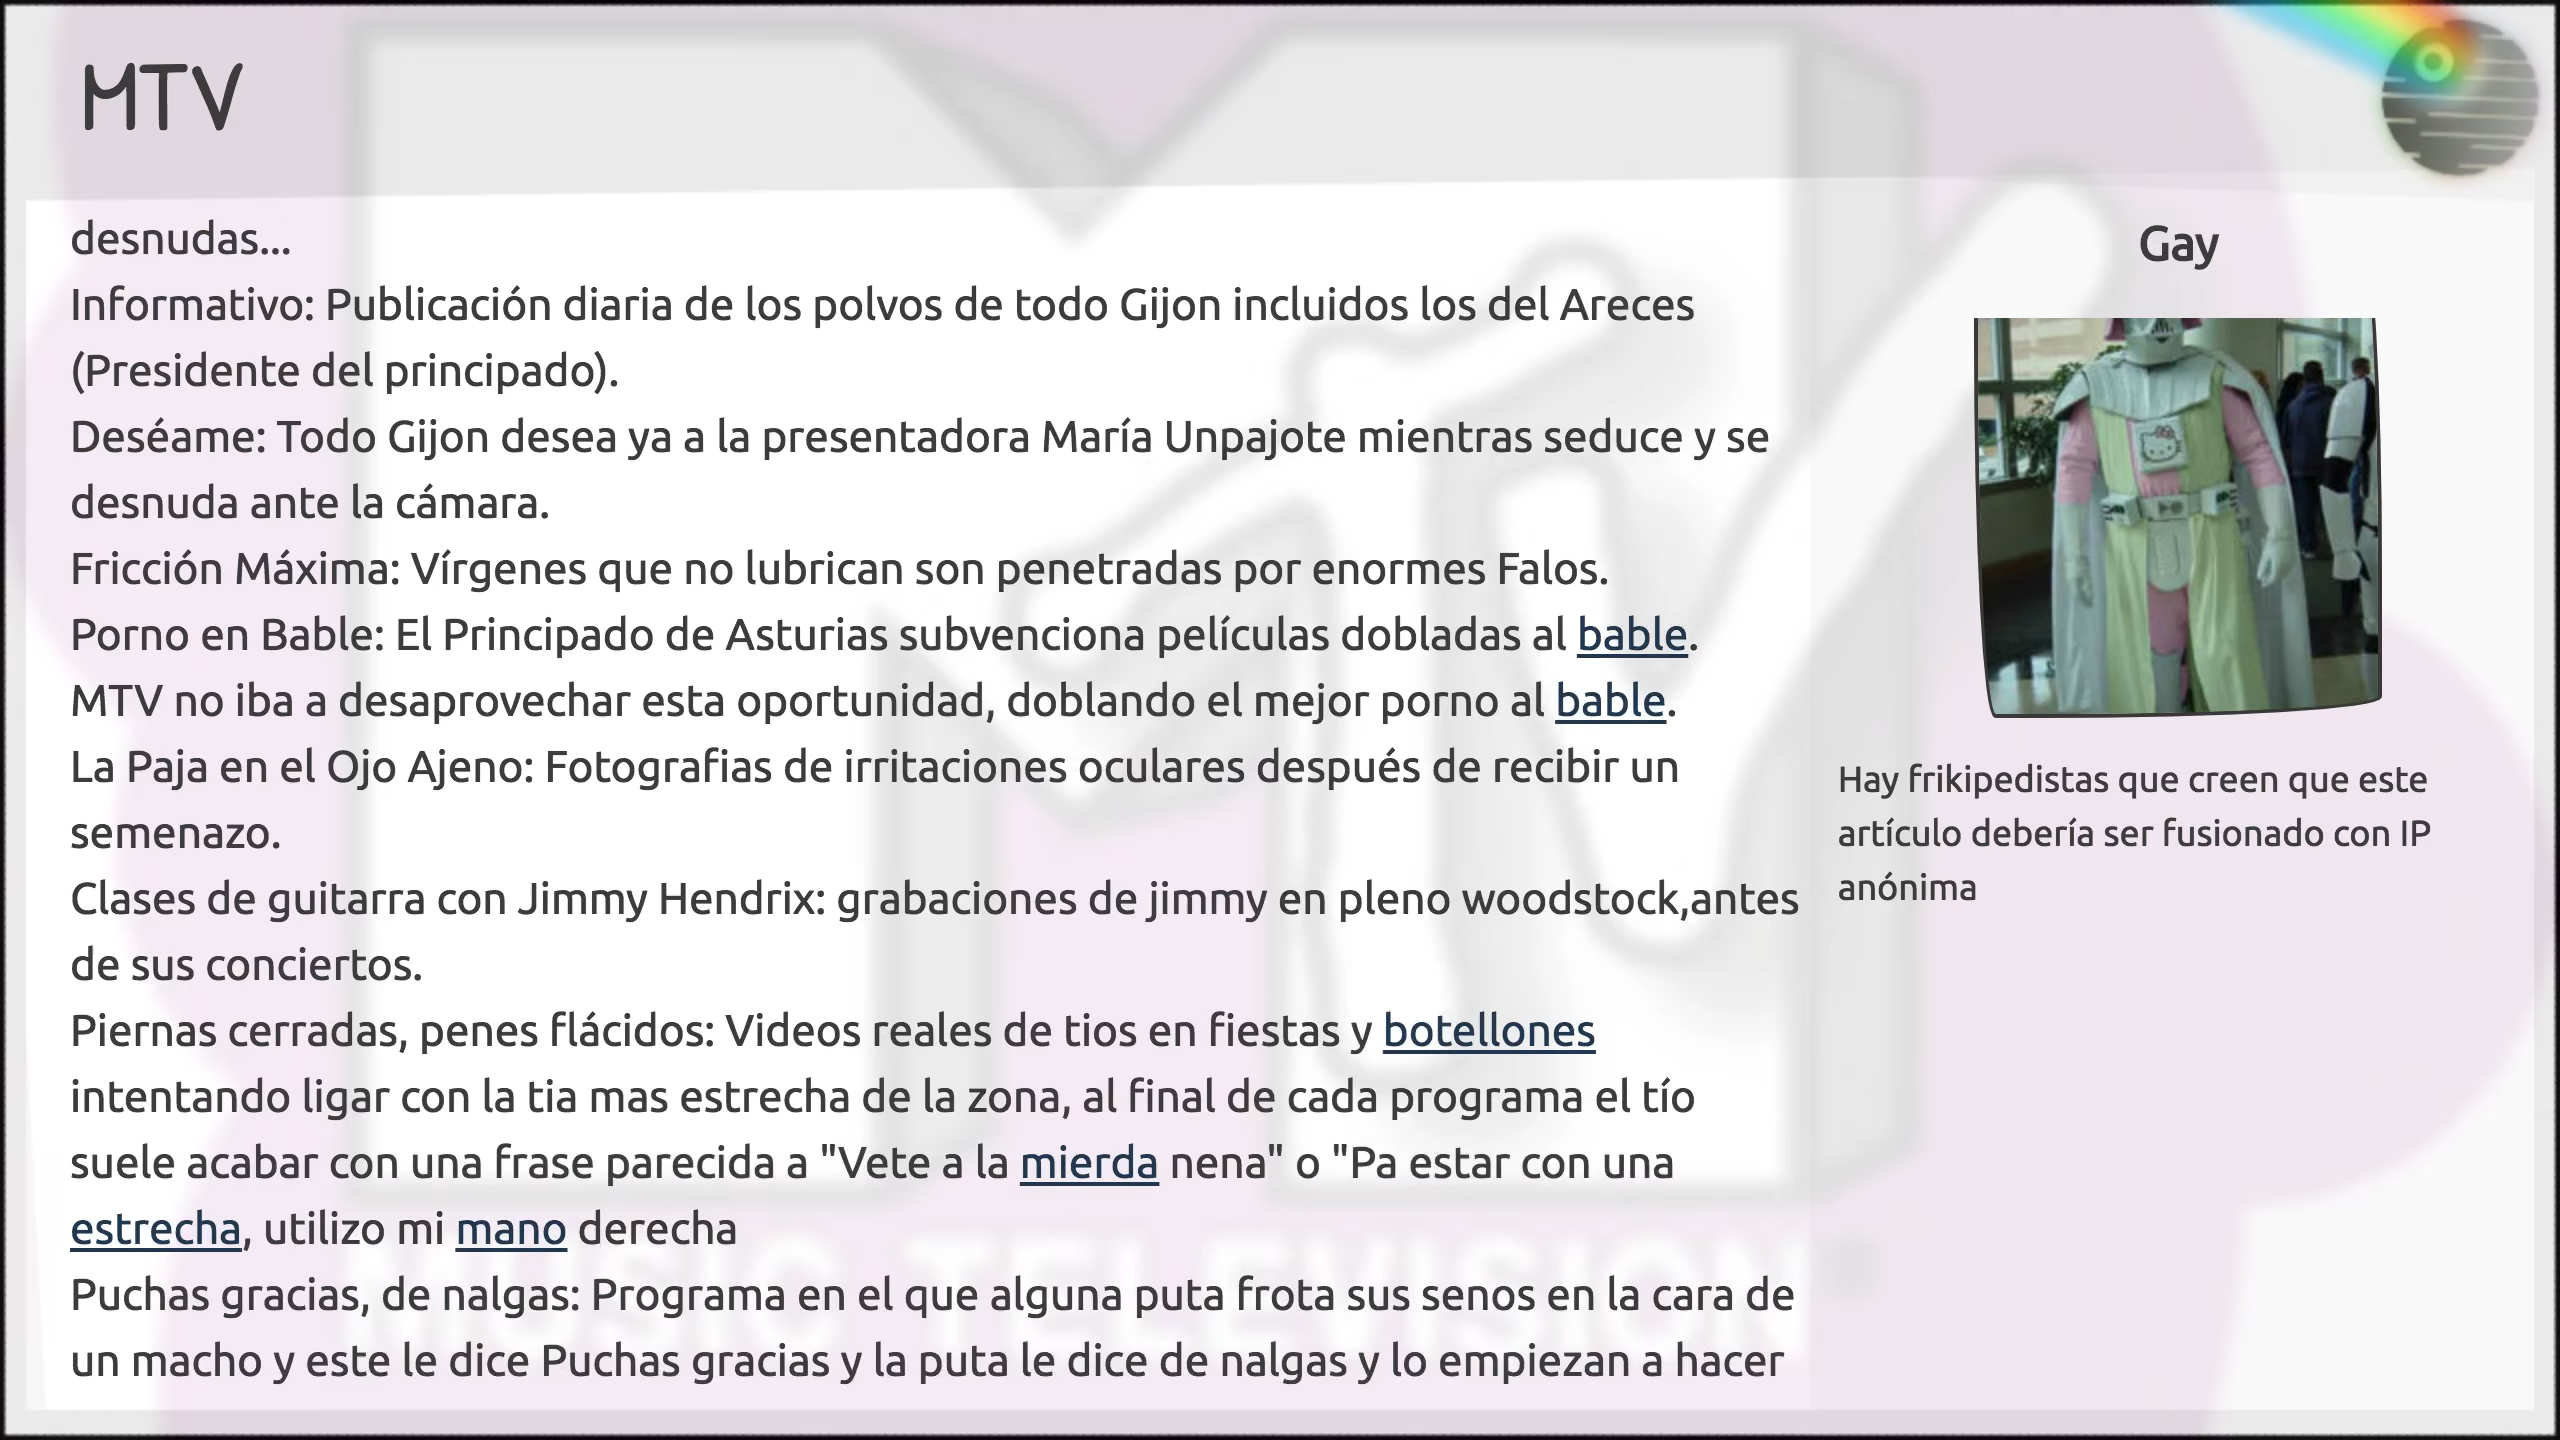 MTV
desnudas...
Informativo: Publicación diaria de los polvos de todo Gijon incluidos los del Areces
(Presidente del principado).
Deséame: Todo Gijon desea ya a la presentadora María Unpajote mientras seduce y se
desnuda ante la cámara.
Fricción Máxima: Vírgenes que no lubrican son penetradas por enormes Falos.
Porno en Bable: El Principado de Asturias subvenciona películas dobladas al bable.
MTV no iba a desaprovechar esta oportunidad, doblando el mejor porno al bable.
La Paja en el Ojo Ajeno: Fotografias de irritaciones oculares después de recibir un
semenazo.
Clases de guitarra con Jimmy Hendrix: grabaciones de jimmy en pleno woodstock,antes
de sus conciertos.
Piernas cerradas, penes flácidos: Videos reales de tios en fiestas y botellones
intentando ligar con la tia mas estrecha de la zona, al final de cada programa el tío
suele acabar con una frase parecida a "Vete a la mierda nena" o "Pa estar con una
estrecha, utilizo mi mano derecha
Puchas gracias, de nalgas: Programa en el que alguna puta frota sus senos en la cara de
un macho y este le dice Puchas gracias y la puta le dice de nalgas y lo empiezan a hacer
Gay
Hay frikipedistas que creen que este
artículo debería ser fusionado con IP
anónima
MUSIC TELEVISION